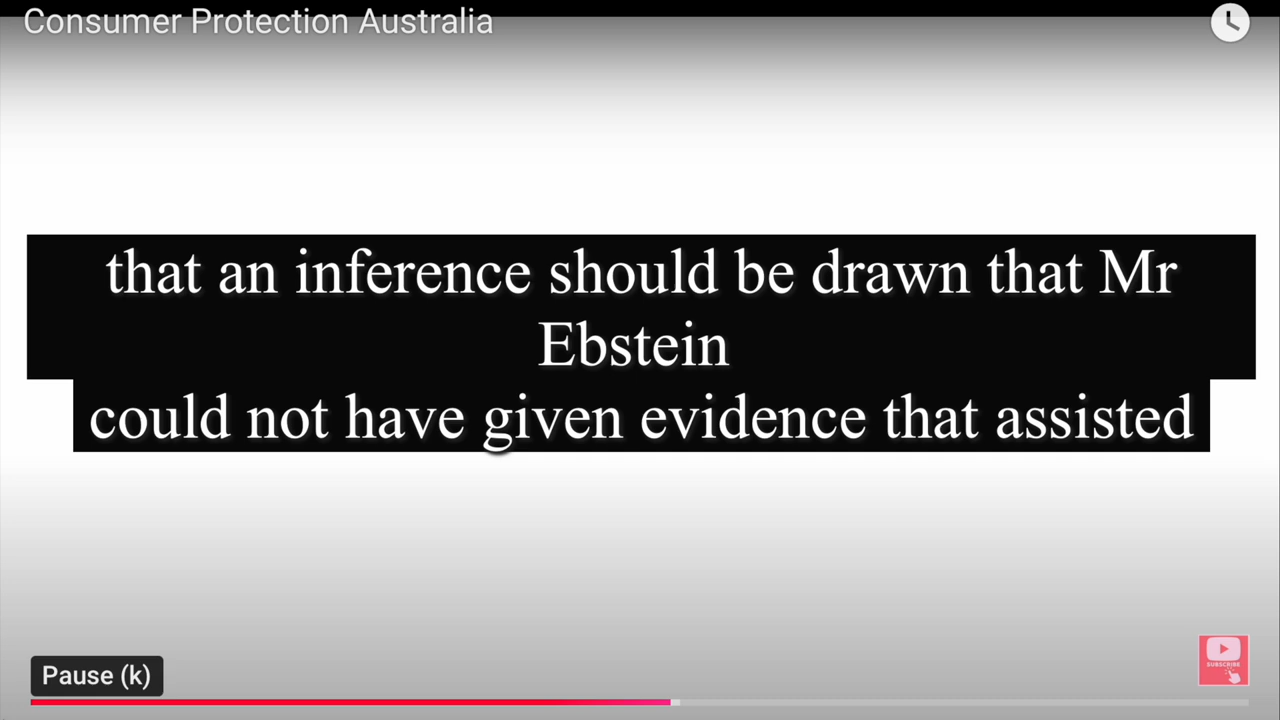 Consumer Protection Australia
that an inference should be drawn that Mr
Ebstein
could not have given evidence that assisted
SUBSCRIBE
Pause (k)